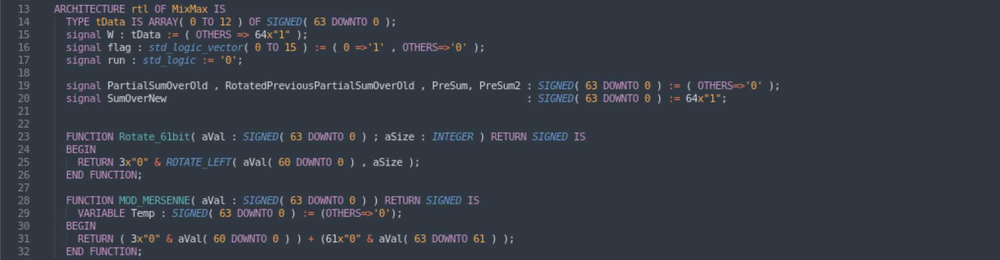 13 ARCHITECTURE rtl OF MixMax IS
14 TYPE tData IS ARRAY( 0 TO 12 ) OF SIGNED( 63 DOWNTO 0 );
15 signal W : tData := ( OTHERS => 64x"1" );
16 signal flag : std_logic_vector( 0 TO 15 ) := ( 0 =>'1' , OTHERS=>'0' );
17 signal run : std_logic := '0';
18
19 signal PartialSumOverOld , RotatedPreviousPartialSumOverOld , PreSum, PreSum2 : SIGNED( 63 DOWNTO 0 ) := ( OTHERS=>'0' );
20 signal SumOverNew : SIGNED( 63 DOWNTO 0 ) := 64x"1";
21
22
23 FUNCTION Rotate_61bit( aVal : SIGNED( 63 DOWNTO 0 ) ; aSize : INTEGER ) RETURN SIGNED IS
24 BEGIN
25 RETURN 3x"0" & ROTATE_LEFT( aVal( 60 DOWNTO 0 ) , aSize );
26 END FUNCTION;
27
28 FUNCTION MOD_MERSENNE( aVal : SIGNED( 63 DOWNTO 0 ) ) RETURN SIGNED IS
29 VARIABLE Temp : SIGNED( 63 DOWNTO 0 ) := (OTHERS=>'0');
30 BEGIN
31 RETURN ( 3x"0" & aVal( 60 DOWNTO 0 ) ) + (61x"0" & aVal( 63 DOWNTO 61 ) );
32 END FUNCTION;